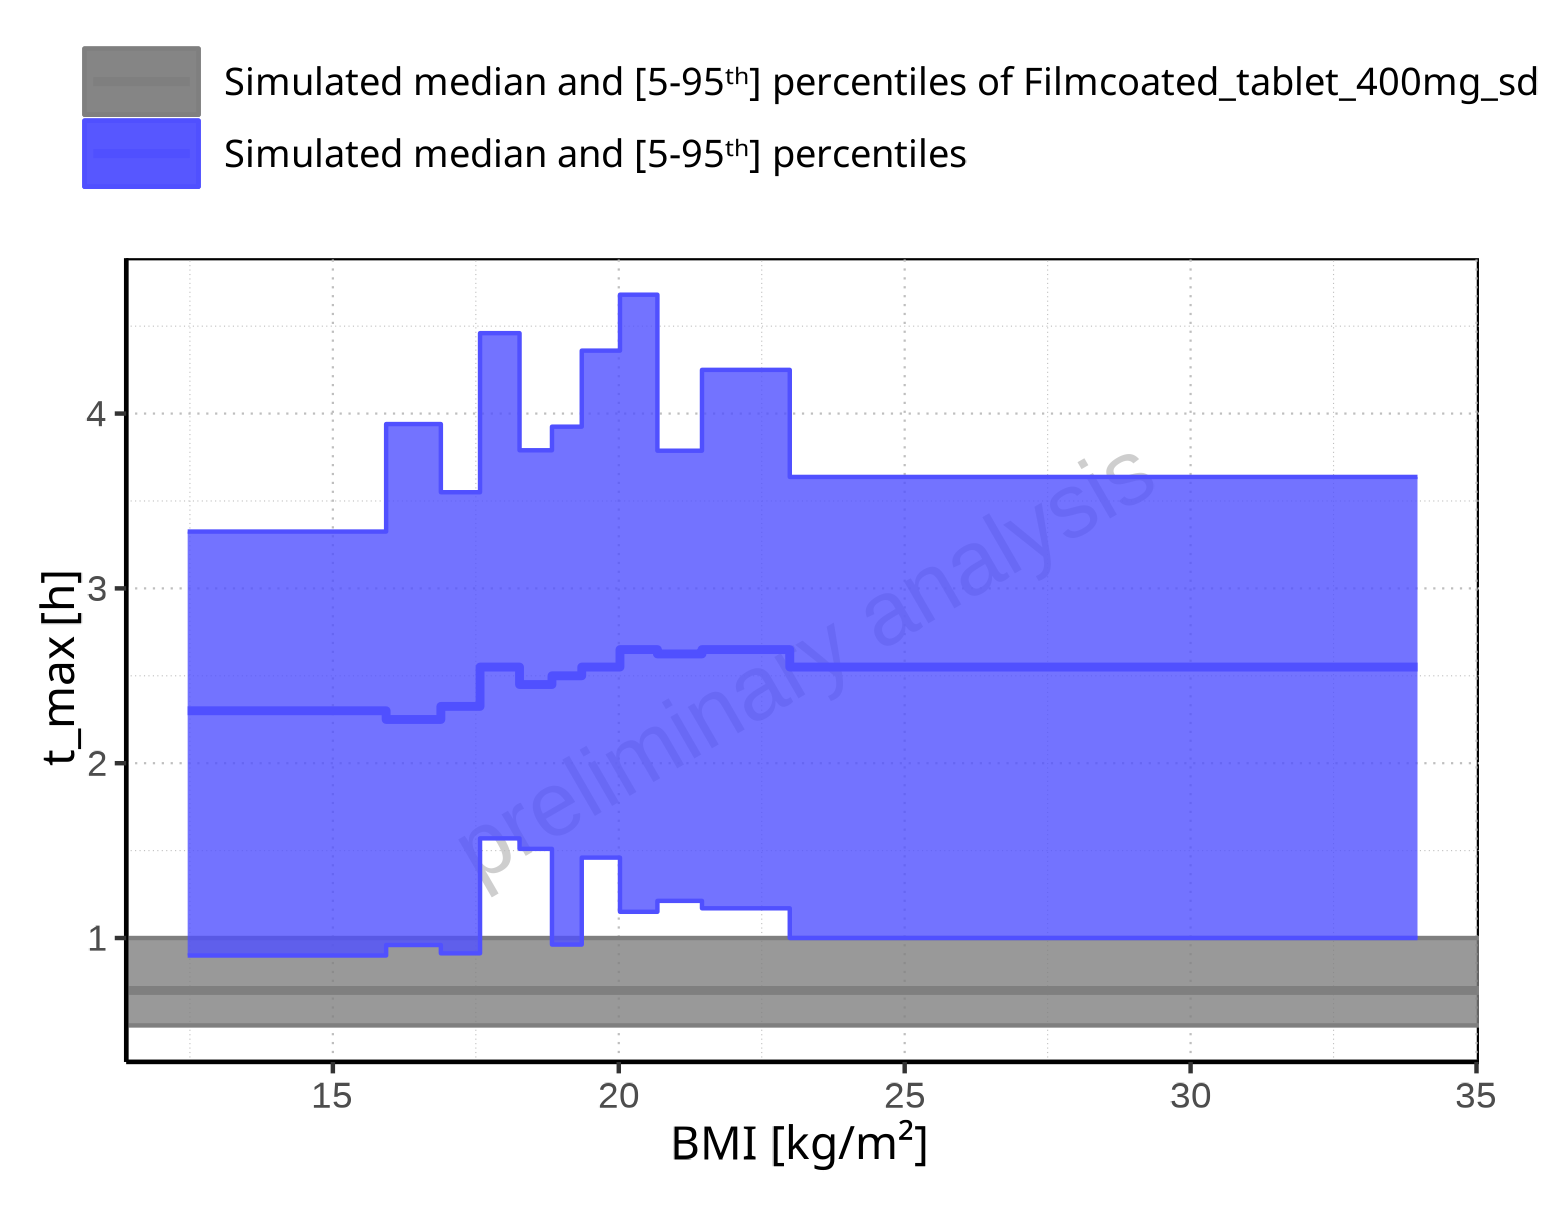 Simulated median and [5-95ᵗʰ] percentiles of Filmcoated_tablet_400mg_sd
Simulated median and [5-95ᵗʰ] percentiles
4
3
2
1
t_max [h]
preliminary analysis
15 20 25 30 35
BMI [kg/m²]